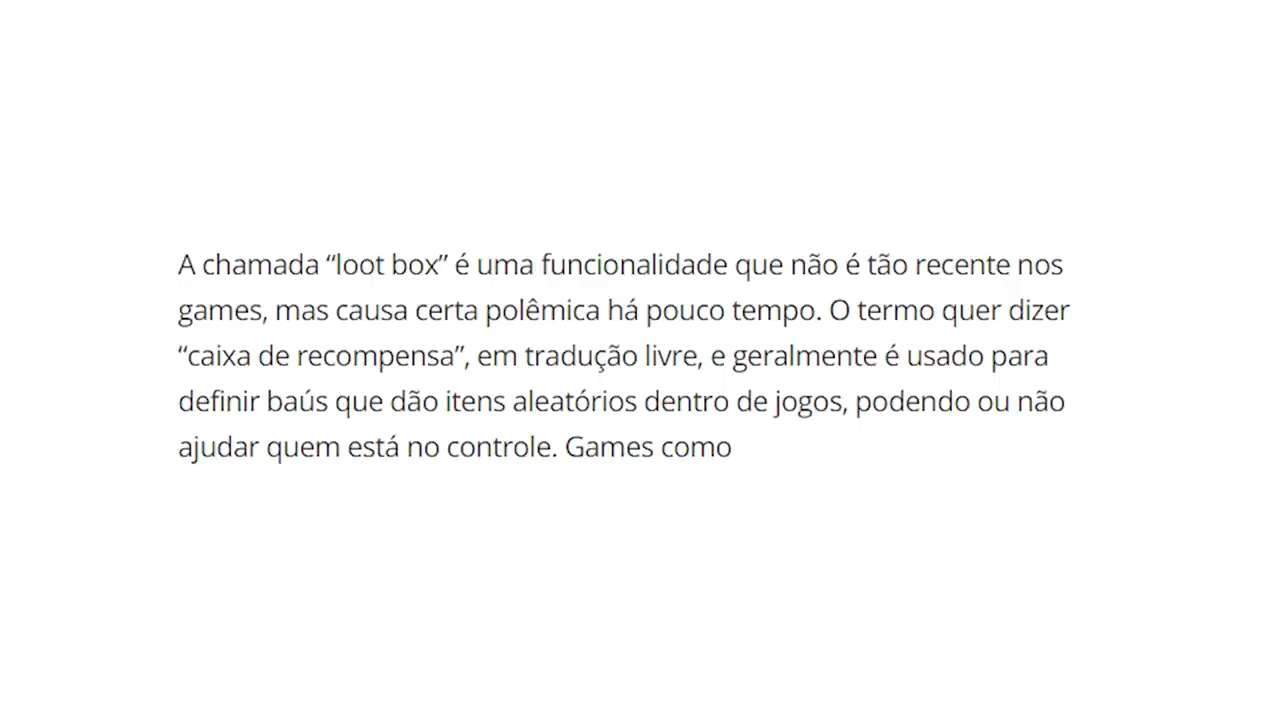 A chamada “loot box” é uma funcionalidade que não é tão recente nos
games, mas causa certa polêmica há pouco tempo. O termo quer dizer
“caixa de recompensa”, em tradução livre, e geralmente é usado para
definir baús que dão itens aleatórios dentro de jogos, podendo ou não
ajudar quem está no controle. Games como